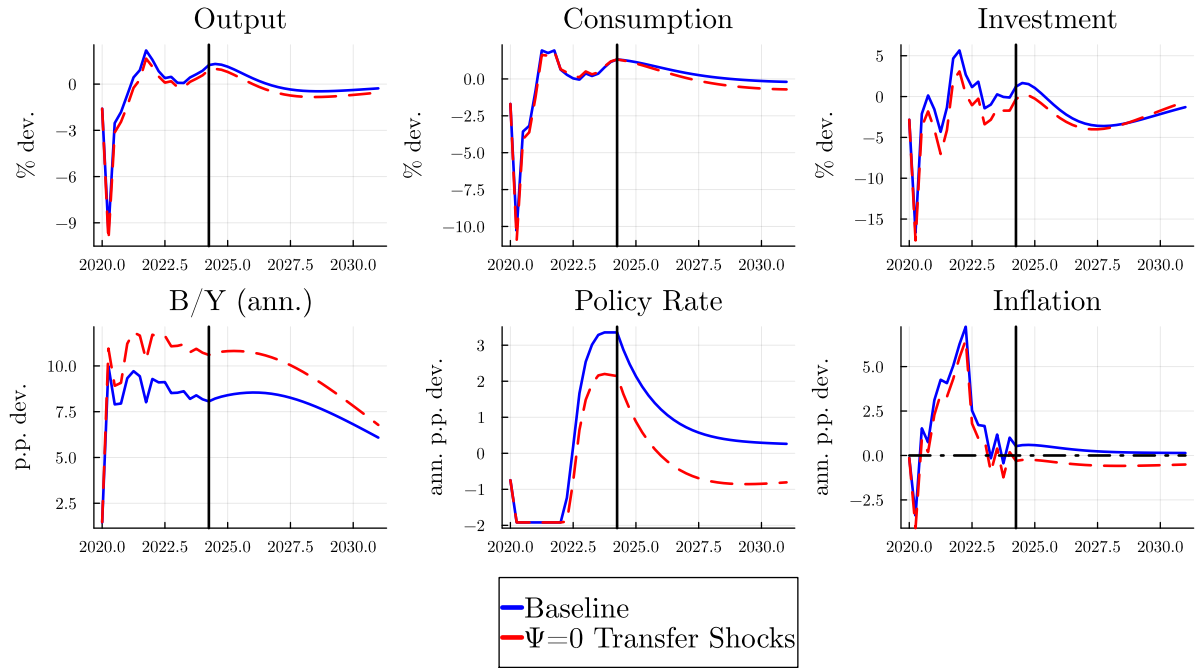 Output
Consumption
Investment
% dev.
0
−3
−6
−9
2020.0 2022.5 2025.0 2027.5 2030.0
% dev.
0.0
−2.5
−5.0
−7.5
−10.0
2020.0 2022.5 2025.0 2027.5 2030.0
% dev.
5
0
−5
−10
−15
2020.0 2022.5 2025.0 2027.5 2030.0
B/Y (ann.)
Policy Rate
Inflation
p.p. dev.
10.0
7.5
5.0
2.5
2020.0 2022.5 2025.0 2027.5 2030.0
ann. p.p. dev.
3
2
1
0
−1
−2
2020.0 2022.5 2025.0 2027.5 2030.0
ann. p.p. dev.
5.0
2.5
0.0
−2.5
2020.0 2022.5 2025.0 2027.5 2030.0
Baseline
Ψ=0 Transfer Shocks